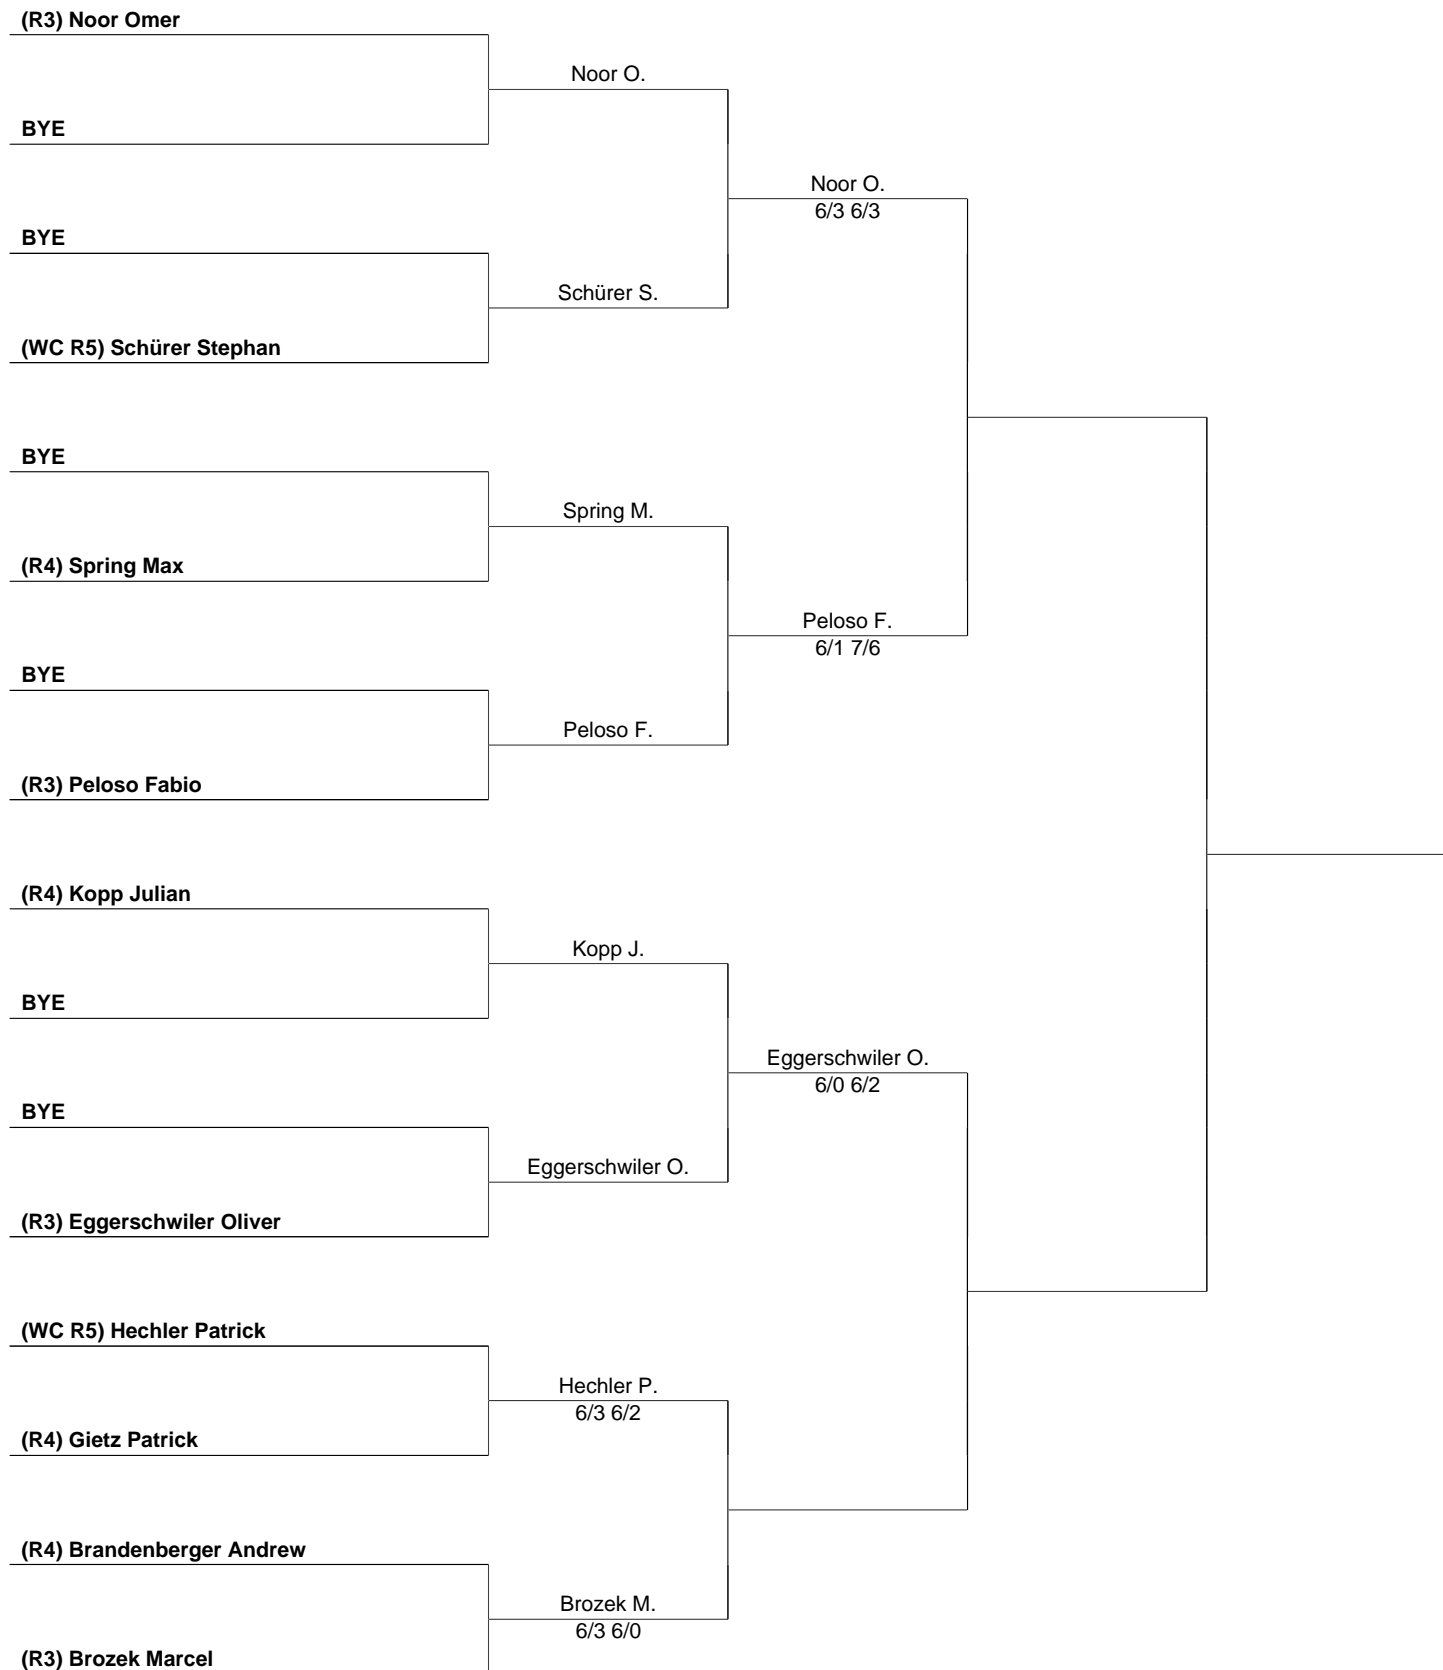 (R3) Noor Omer
Noor O.
BYE
Noor O.
6/3 6/3
BYE
Schürer S.
(WC R5) Schürer Stephan
BYE
Spring M.
(R4) Spring Max
Peloso F.
6/1 7/6
BYE
Peloso F.
(R3) Peloso Fabio
(R4) Kopp Julian
Kopp J.
BYE
Eggerschwiler O.
6/0 6/2
BYE
Eggerschwiler O.
(R3) Eggerschwiler Oliver
(WC R5) Hechler Patrick
Hechler P.
6/3 6/2
(R4) Gietz Patrick
(R4) Brandenberger Andrew
Brozek M.
6/3 6/0
(R3) Brozek Marcel